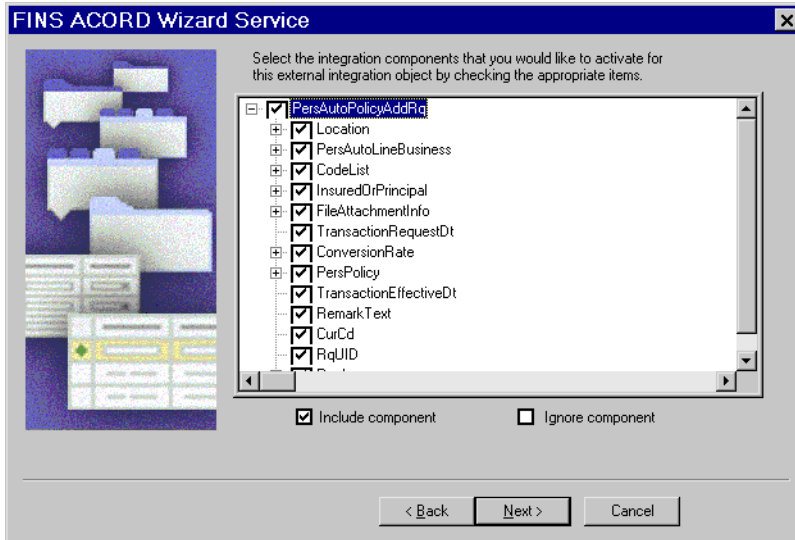 FINS ACORD Wizard Service
Select the integration components that you would like to activate for
this external integration object by checking the appropriate items.
PersAutoPolicyAddRq
Location
PersAutoLineBusiness
CodeList
InsuredOrPrincipal
FileAttachmentInfo
TransactionRequestDt
ConversionRate
PersPolicy
TransactionEffectiveDt
RemarkText
CurCd
RqUID
Include component
Ignore component
< Back
Next >
Cancel